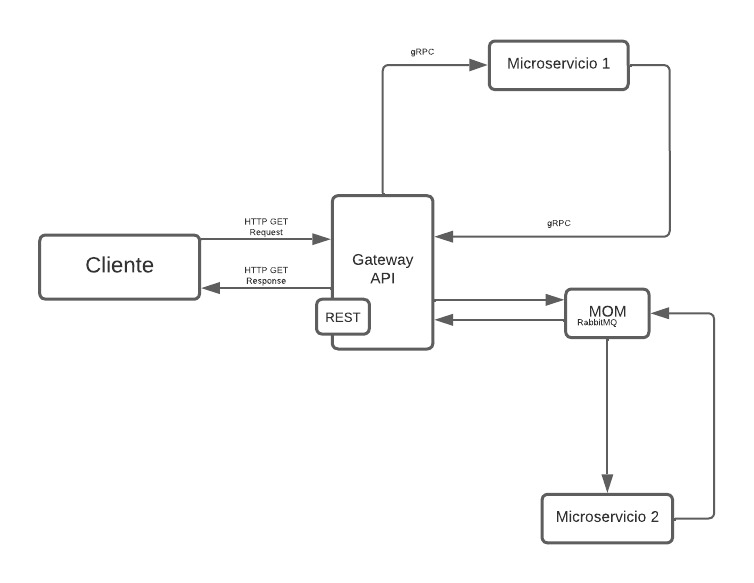 gRPC
Microservicio 1
HTTP GET
Request
gRPC
Cliente
Gateway
API
HTTP GET
Response
REST
MOM
RabbitMQ
Microservicio 2